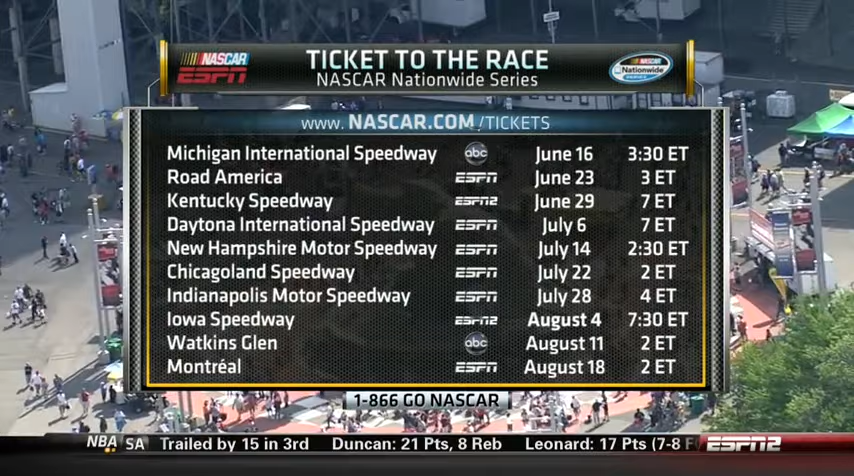 NASCAR
ESPN
TICKET TO THE RACE
NASCAR Nationwide Series
NASCAR
Nationwide
SERIES
www. NASCAR.COM /TICKETS
Michigan International Speedway abc June 16 3:30 ET
Road America ESPN June 23 3 ET
Kentucky Speedway ESPN2 June 29 7 ET
Daytona International Speedway ESPN July 6 7 ET
New Hampshire Motor Speedway ESPN July 14 2:30 ET
Chicagoland Speedway ESPN July 22 2 ET
Indianapolis Motor Speedway ESPN July 28 4 ET
Iowa Speedway ESPN2 August 4 7:30 ET
Watkins Glen abc August 11 2 ET
Montréal ESPN August 18 2 ET
1-866 GO NASCAR
NBA SA Trailed by 15 in 3rd Duncan: 21 Pts, 8 Reb Leonard: 17 Pts (7-8 F ESPN2